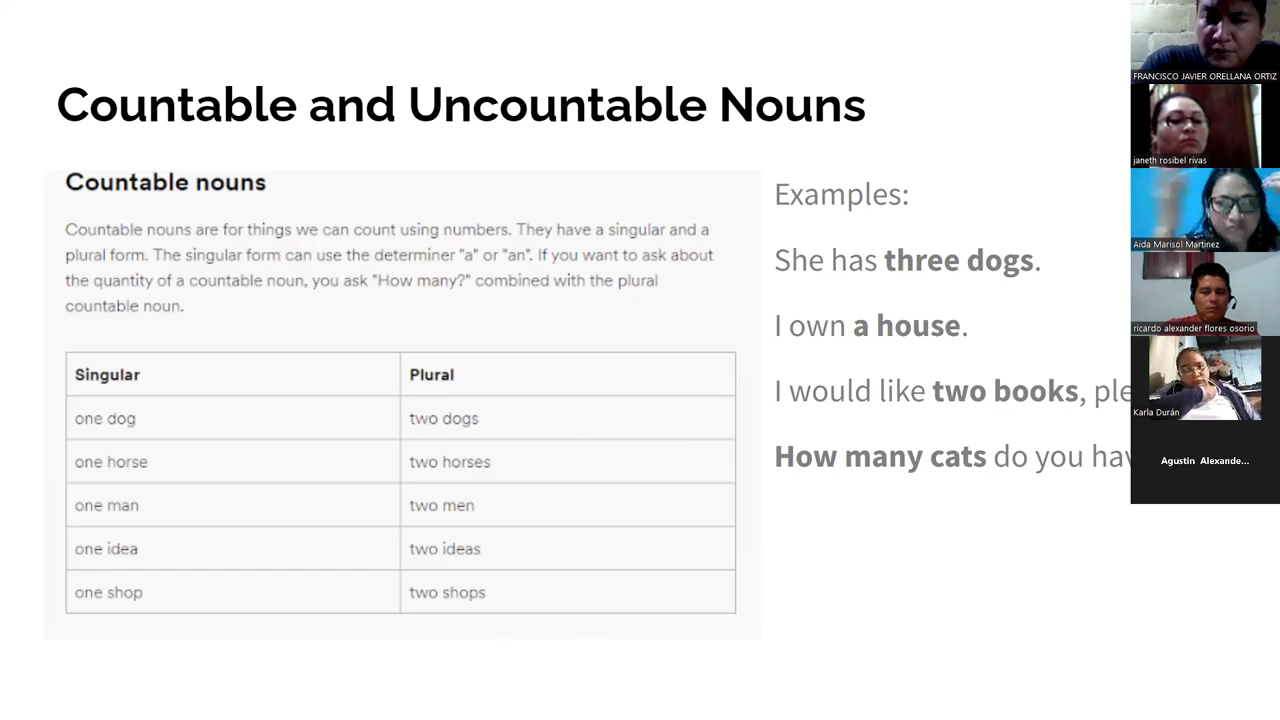 Countable and Uncountable Nouns
Countable nouns
Countable nouns are for things we can count using numbers. They have a singular and a
plural form. The singular form can use the determiner "a" or "an". If you want to ask about
the quantity of a countable noun, you ask "How many?" combined with the plural
countable noun.
Singular Plural
one dog two dogs
one horse two horses
one man two men
one idea two ideas
one shop two shops
Examples:
She has three dogs.
I own a house.
I would like two books, ple
How many cats do you hav
FRANCISCO JAVIER ORELLANA ORTIZ
janeth rosibel rivas
Aida Marisol Martinez
ricardo alexander flores osorio
Karla Durán
Agustin Alexande...